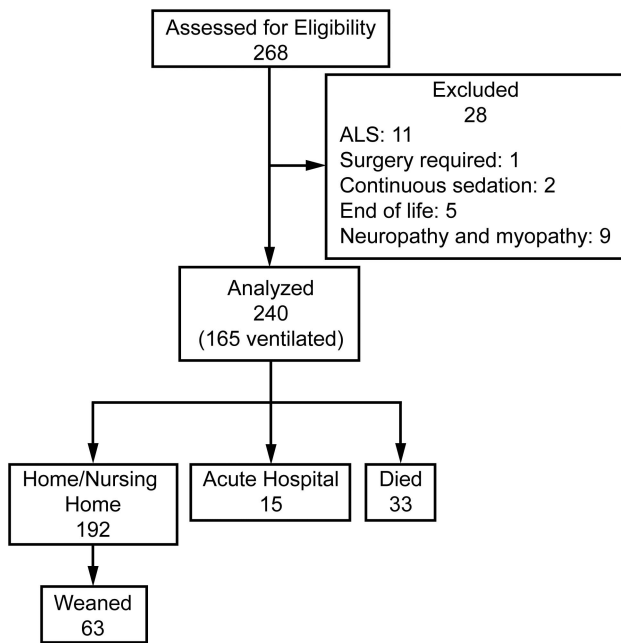 Assessed for Eligibility
268
Excluded
28
ALS: 11
Surgery required: 1
Continuous sedation: 2
End of life: 5
Neuropathy and myopathy: 9
Analyzed
240
(165 ventilated)
Home/Nursing
Home
192
Acute Hospital
15
Died
33
Weaned
63